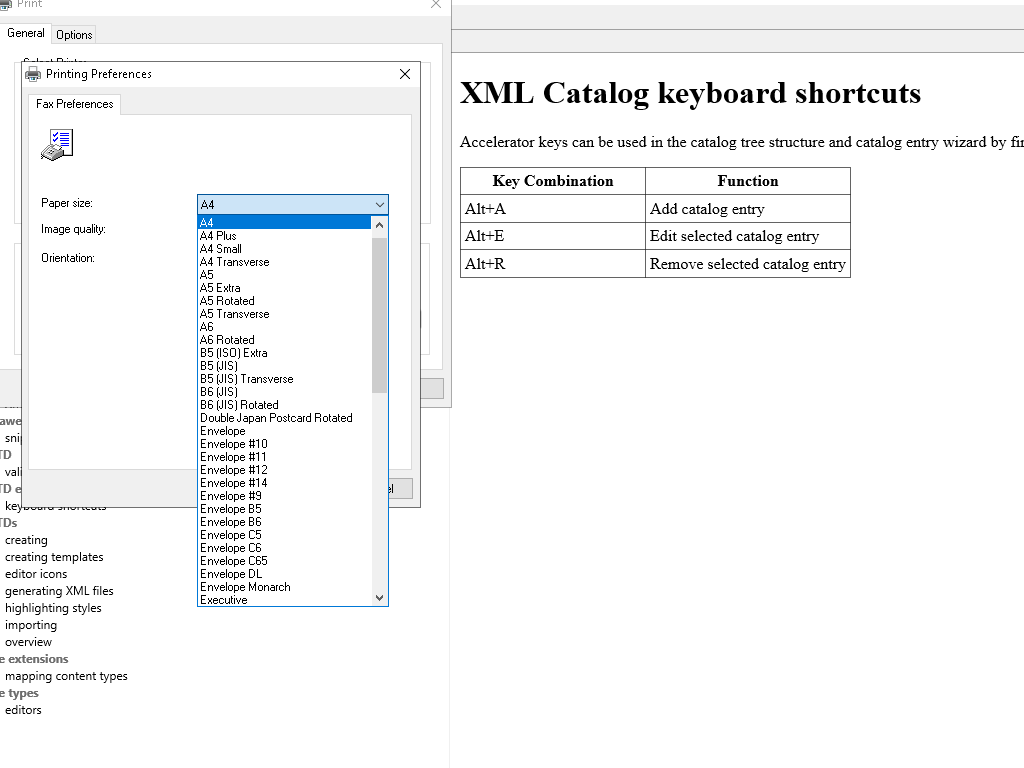 Print
General
Options
Printing Preferences
Fax Preferences
Paper size:
A4
Image quality:
Orientation:
A4
A4 Plus
A4 Small
A4 Transverse
A5
A5 Extra
A5 Rotated
A5 Transverse
A6
A6 Rotated
B5 (ISO) Extra
B5 (JIS)
B5 (JIS) Transverse
B6 (JIS)
B6 (JIS) Rotated
Double Japan Postcard Rotated
Envelope
Envelope #10
Envelope #11
Envelope #12
Envelope #14
Envelope #9
Envelope B5
Envelope B6
Envelope C5
Envelope C6
Envelope C65
Envelope DL
Envelope Monarch
Executive
keyboard shortcuts
TDs
creating
creating templates
editor icons
generating XML files
highlighting styles
importing
overview
e extensions
mapping content types
e types
editors
XML Catalog keyboard shortcuts
Accelerator keys can be used in the catalog tree structure and catalog entry wizard by fir
Key Combination Function
Alt+A Add catalog entry
Alt+E Edit selected catalog entry
Alt+R Remove selected catalog entry